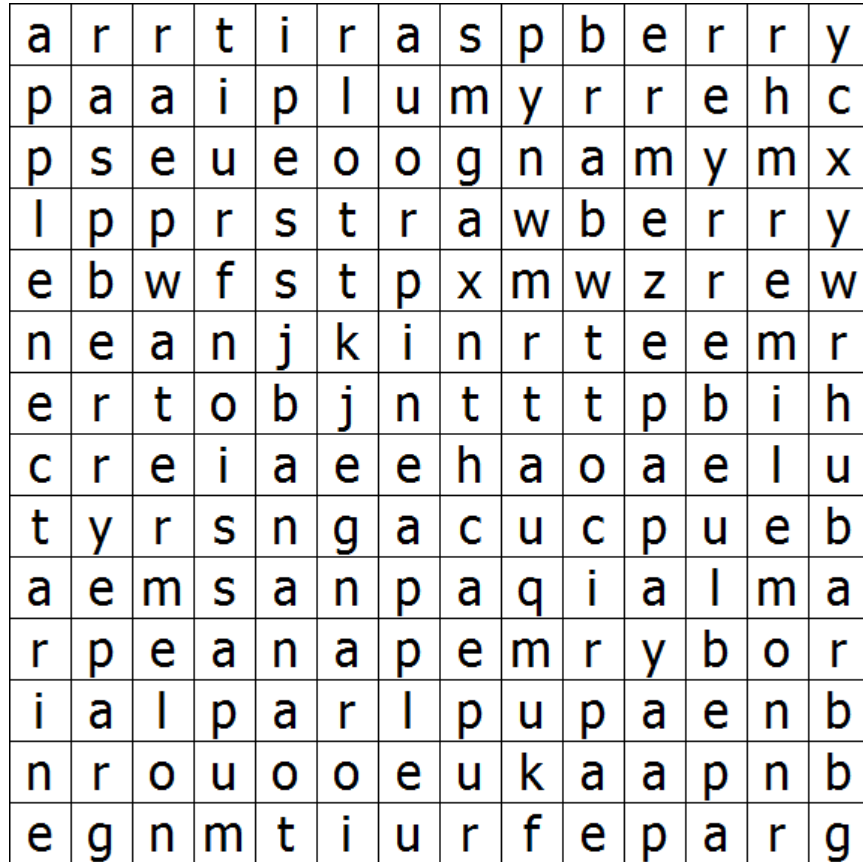 a r r t i r a s p b e r r y
p a a i p l u m y r r e h c
p s e u e o o g n a m y m x
l p p r s t r a w b e r r y
e b w f s t p x m w z r e w
n e a n j k i n r t e e m r
e r t o b j n t t t p b i h
c r e i a e e h a o a e l u
t y r s n g a c u c p u e b
a e m s a n p a q i a l m a
r p e a n a p e m r y b o r
i a l p a r l p u p a e n b
n r o u o o e u k a a p n b
e g n m t i u r f e p a r g